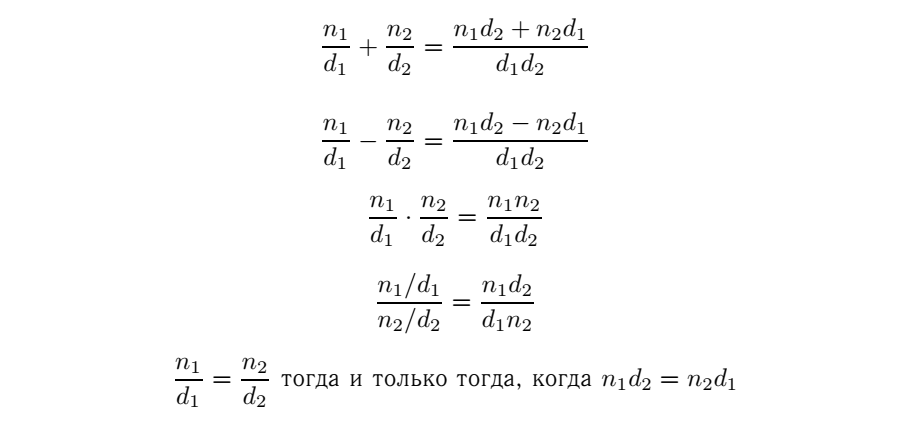 n₁/d₁ + n₂/d₂ = (n₁d₂ + n₂d₁)/(d₁d₂)
n₁/d₁ − n₂/d₂ = (n₁d₂ − n₂d₁)/(d₁d₂)
n₁/d₁ · n₂/d₂ = (n₁n₂)/(d₁d₂)
(n₁/d₁)/(n₂/d₂) = (n₁d₂)/(d₁n₂)
n₁/d₁ = n₂/d₂ тогда и только тогда, когда n₁d₂ = n₂d₁